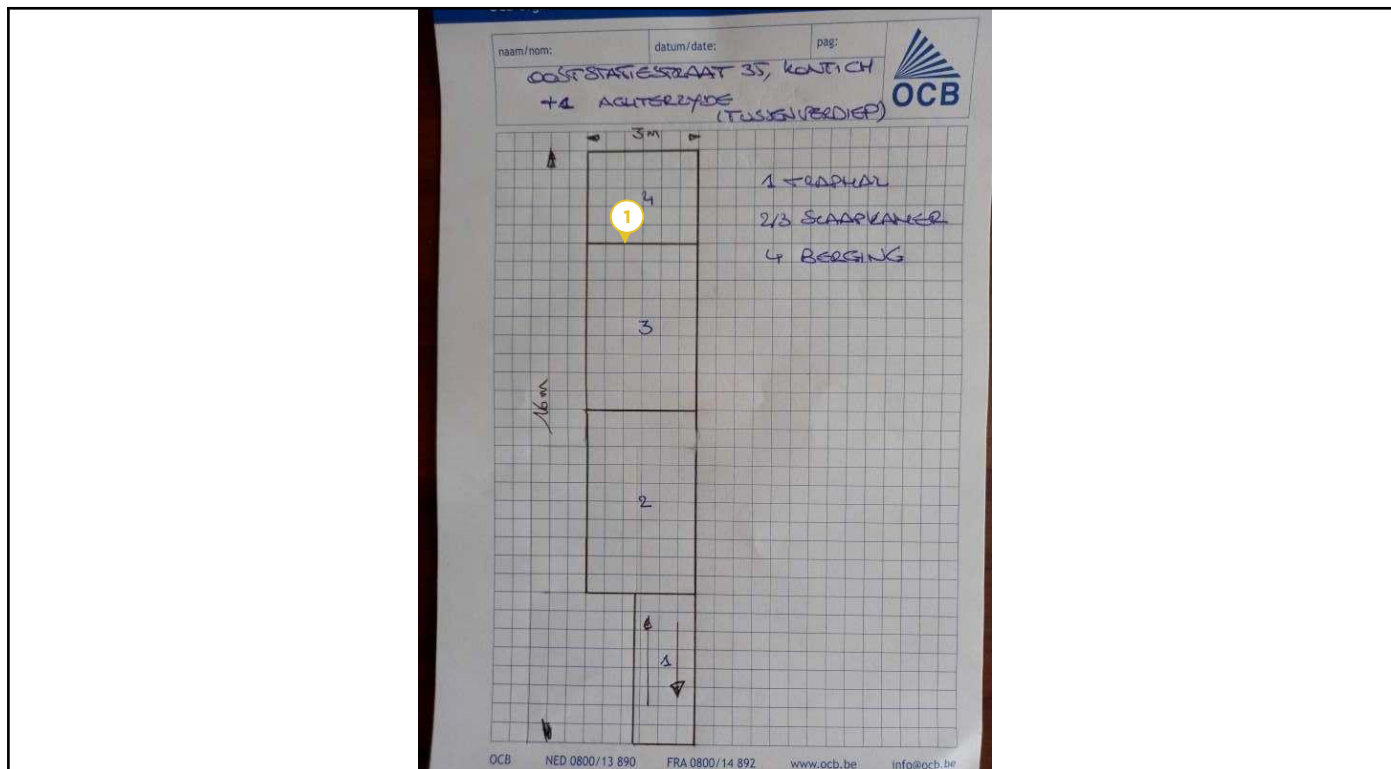 naam/nom: datum/date: pag:
OOSTSTATIESTRAAT 35, KONTICH
+1 ACHTERZYDE
(TUSSENVERDIEP)
OCB
3m
1 TRAPHAL
2/3 SLAAPKAMER
4 BERGING
4
1
3
16m
2
1
OCB NED 0800/13 890 FRA 0800/14 892 www.ocb.be info@ocb.be